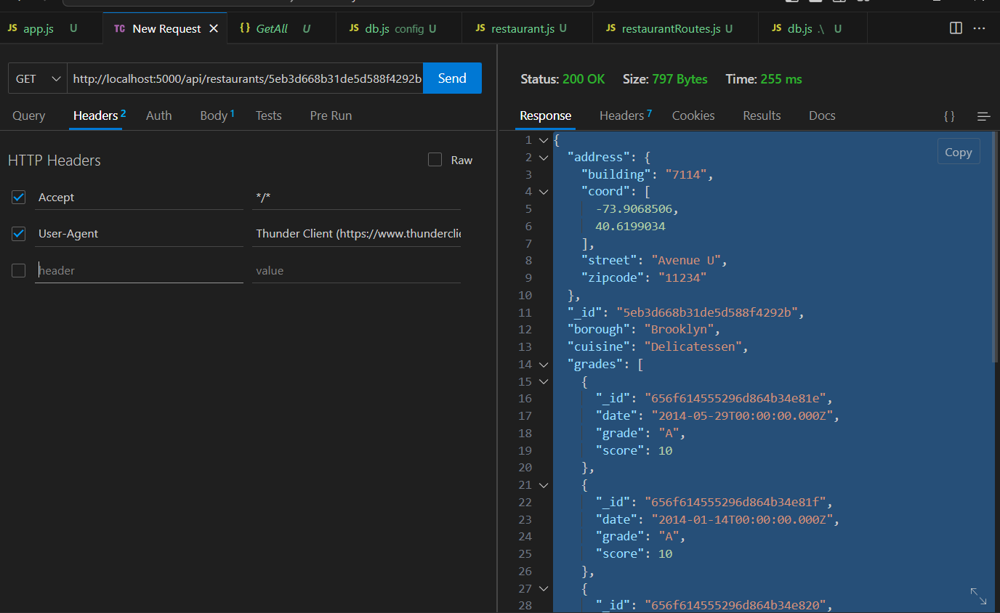 JS app.js U TC New Request × {} GetAll U JS db.js config U JS restaurant.js U JS restaurantRoutes.js U JS db.js .\ U ...
GET http://localhost:5000/api/restaurants/5eb3d668b31de5d588f4292b Send
Query Headers 2 Auth Body 1 Tests Pre Run
HTTP Headers Raw
Accept */*
User-Agent Thunder Client (https://www.thunderclie
header value
Status: 200 OK Size: 797 Bytes Time: 255 ms
Response Headers 7 Cookies Results Docs { }
Copy
1 {
2 "address": {
3 "building": "7114",
4 "coord": [
5 -73.9068506,
6 40.6199034
7 ],
8 "street": "Avenue U",
9 "zipcode": "11234"
10 },
11 "_id": "5eb3d668b31de5d588f4292b",
12 "borough": "Brooklyn",
13 "cuisine": "Delicatessen",
14 "grades": [
15 {
16 "_id": "656f614555296d864b34e81e",
17 "date": "2014-05-29T00:00:00.000Z",
18 "grade": "A",
19 "score": 10
20 },
21 {
22 "_id": "656f614555296d864b34e81f",
23 "date": "2014-01-14T00:00:00.000Z",
24 "grade": "A",
25 "score": 10
26 },
27 {
28 "_id": "656f614555296d864b34e820",